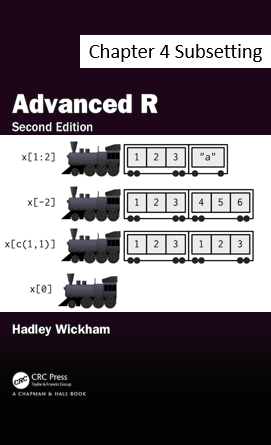 Chapter 4 Subsetting
Advanced R
Second Edition
x[1:2] 1 2 3 "a"
x[-2] 1 2 3 4 5 6
x[c(1,1)] 1 2 3 1 2 3
x[0]
Hadley Wickham
CRC
CRC Press
Taylor & Francis Group
A CHAPMAN & HALL BOOK